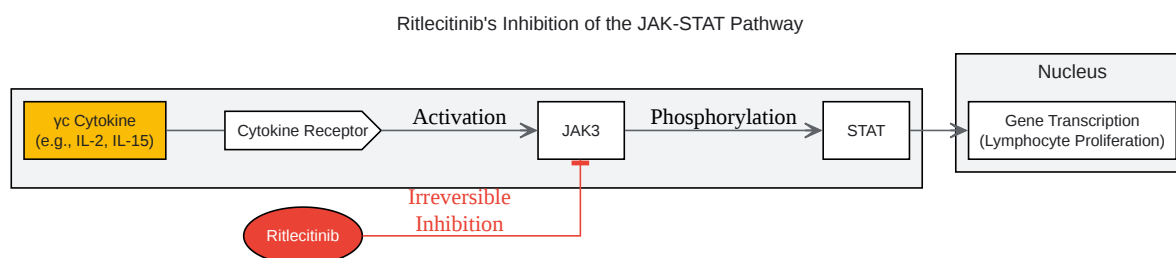 Ritlecitinib's Inhibition of the JAK-STAT Pathway
Nucleus
γc Cytokine
(e.g., IL-2, IL-15)
Cytokine Receptor
Activation
JAK3
Phosphorylation
STAT
Gene Transcription
(Lymphocyte Proliferation)
Irreversible
Inhibition
Ritlecitinib